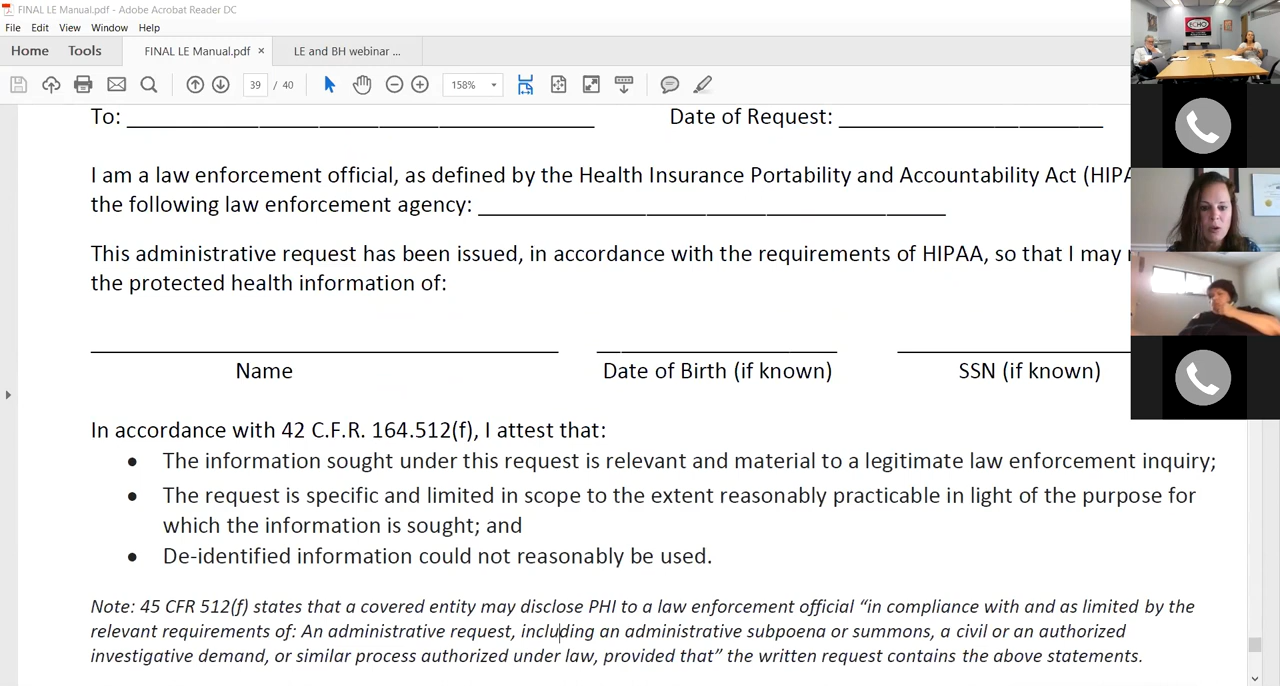 FINAL LE Manual.pdf - Adobe Acrobat Reader DC
File Edit View Window Help
Home Tools FINAL LE Manual.pdf × LE and BH webinar ...
39 / 40 158%
To: Date of Request:
I am a law enforcement official, as defined by the Health Insurance Portability and Accountability Act (HIPA
the following law enforcement agency:
This administrative request has been issued, in accordance with the requirements of HIPAA, so that I may
the protected health information of:
Name Date of Birth (if known) SSN (if known)
In accordance with 42 C.F.R. 164.512(f), I attest that:
• The information sought under this request is relevant and material to a legitimate law enforcement inquiry;
• The request is specific and limited in scope to the extent reasonably practicable in light of the purpose for
which the information is sought; and
• De-identified information could not reasonably be used.
Note: 45 CFR 512(f) states that a covered entity may disclose PHI to a law enforcement official “in compliance with and as limited by the
relevant requirements of: An administrative request, including an administrative subpoena or summons, a civil or an authorized
investigative demand, or similar process authorized under law, provided that” the written request contains the above statements.
ECHO